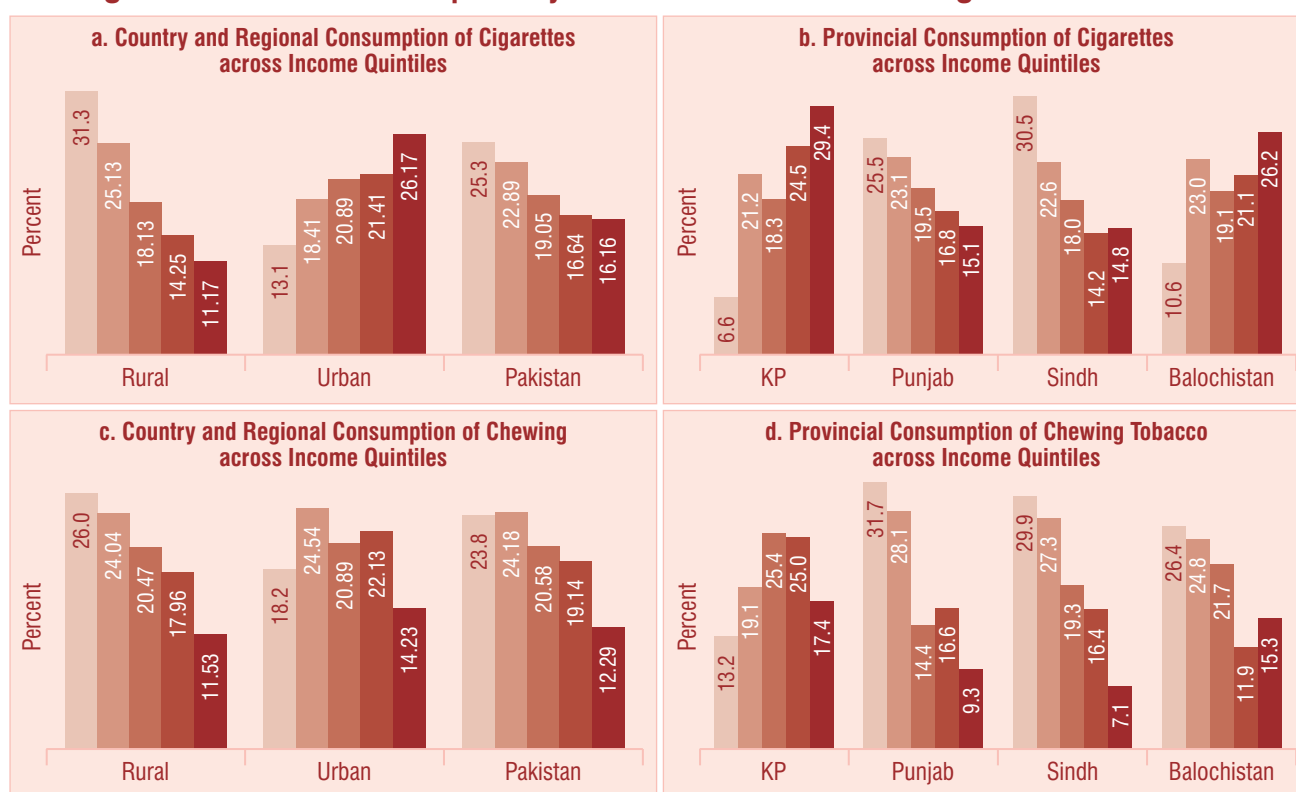 a. Country and Regional Consumption of Cigarettes
across Income Quintiles
Percent
31.3
25.13
18.13
14.25
11.17
13.1
18.41
20.89
21.41
26.17
25.3
22.89
19.05
16.64
16.16
Rural
Urban
Pakistan
b. Provincial Consumption of Cigarettes
across Income Quintiles
Percent
6.6
21.2
18.3
24.5
29.4
25.5
23.1
19.5
16.8
15.1
30.5
22.6
18.0
14.2
14.8
10.6
23.0
19.1
21.1
26.2
KP
Punjab
Sindh
Balochistan
c. Country and Regional Consumption of Chewing
across Income Quintiles
Percent
26.0
24.04
20.47
17.96
11.53
18.2
24.54
20.89
22.13
14.23
23.8
24.18
20.58
19.14
12.29
Rural
Urban
Pakistan
d. Provincial Consumption of Chewing Tobacco
across Income Quintiles
Percent
13.2
19.1
25.4
25.0
17.4
31.7
28.1
14.4
16.6
9.3
29.9
27.3
19.3
16.4
7.1
26.4
24.8
21.7
11.9
15.3
KP
Punjab
Sindh
Balochistan